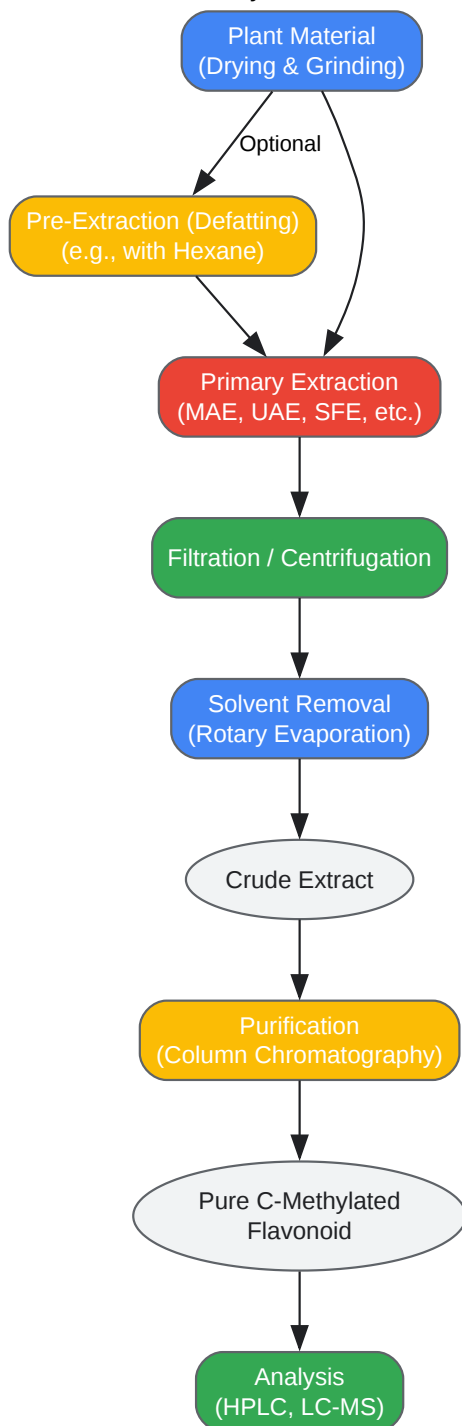 Plant Material
(Drying & Grinding)
Optional
Pre-Extraction (Defatting)
(e.g., with Hexane)
Primary Extraction
(MAE, UAE, SFE, etc.)
Filtration / Centrifugation
Solvent Removal
(Rotary Evaporation)
Crude Extract
Purification
(Column Chromatography)
Pure C-Methylated
Flavonoid
Analysis
(HPLC, LC-MS)